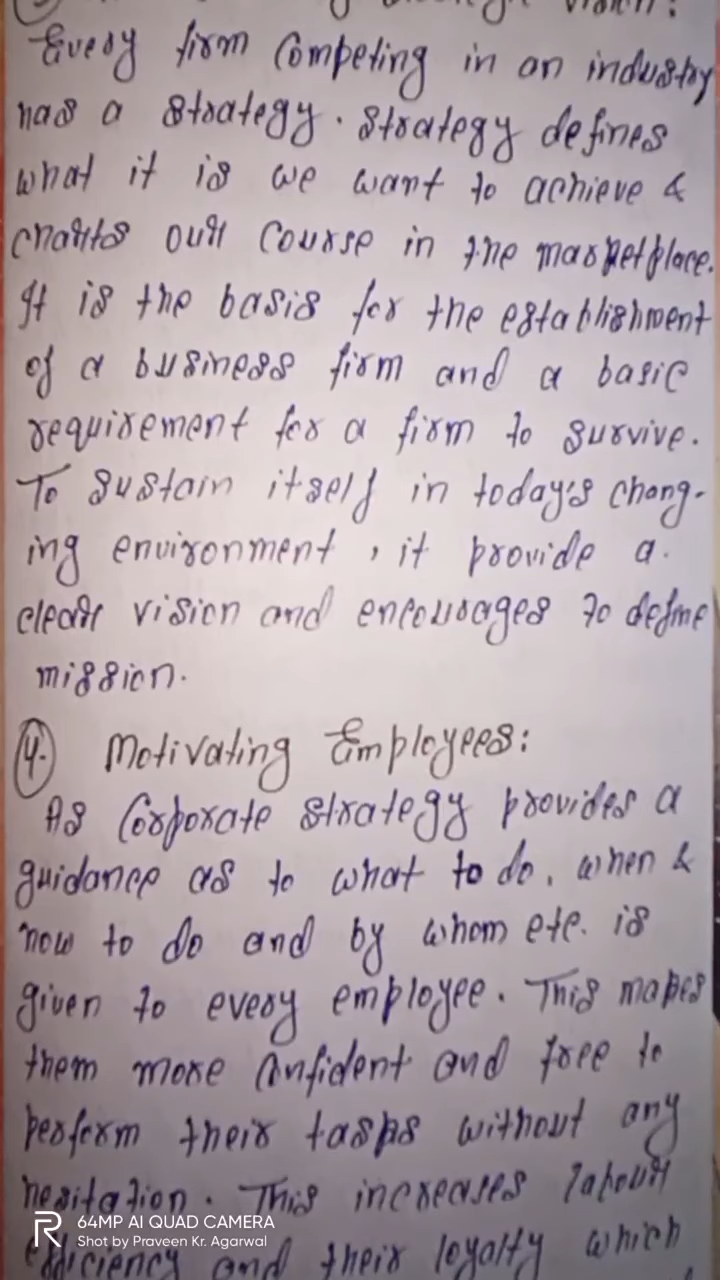 vision:
Every firm competing in an industry
has a strategy. Strategy defines
what it is we want to achieve &
charts our course in the marketplace.
It is the basis for the establishment
of a business firm and a basic
requirement for a firm to survive.
To sustain itself in today's chang-
ing environment, it provide a
clear vision and encourages to define
mission.
4. Motivating Employees:
As Corporate strategy provides a
guidance as to what to do, when &
how to do and by whom etc. is
given to every employee. This makes
them more confident and free to
perform their tasks without any
hesitation. This increases labour
efficiency and their loyalty which
64MP AI QUAD CAMERA
Shot by Praveen Kr. Agarwal